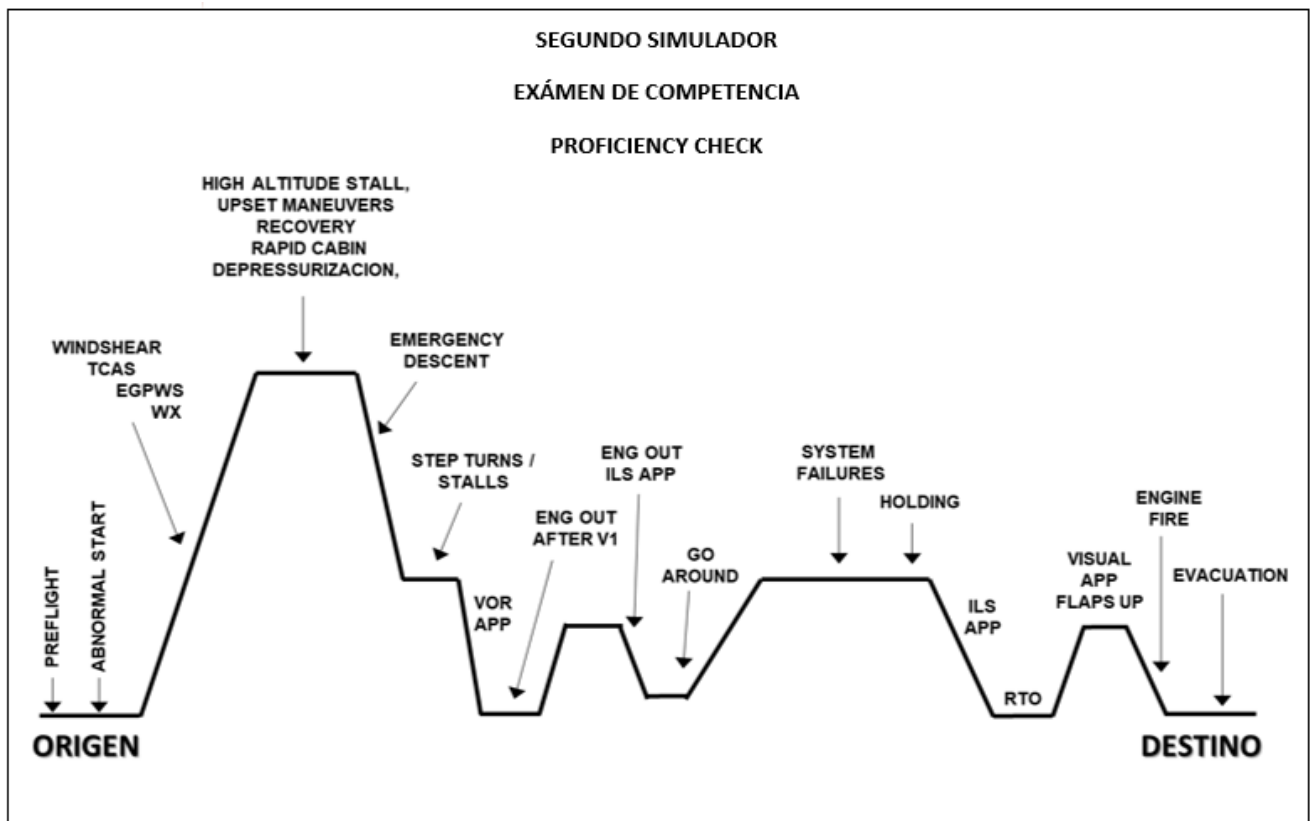 SEGUNDO SIMULADOR
EXÁMEN DE COMPETENCIA
PROFICIENCY CHECK
HIGH ALTITUDE STALL,
UPSET MANEUVERS
RECOVERY
RAPID CABIN
DEPRESSURIZACION,
WINDSHEAR
TCAS
EGPWS
WX
EMERGENCY
DESCENT
STEP TURNS /
STALLS
ENG OUT
AFTER V1
ENG OUT
ILS APP
GO
AROUND
SYSTEM
FAILURES
HOLDING
ENGINE
FIRE
VISUAL
APP
FLAPS UP
EVACUATION
PREFLIGHT
ABNORMAL START
VOR
APP
ILS
APP
RTO
ORIGEN
DESTINO